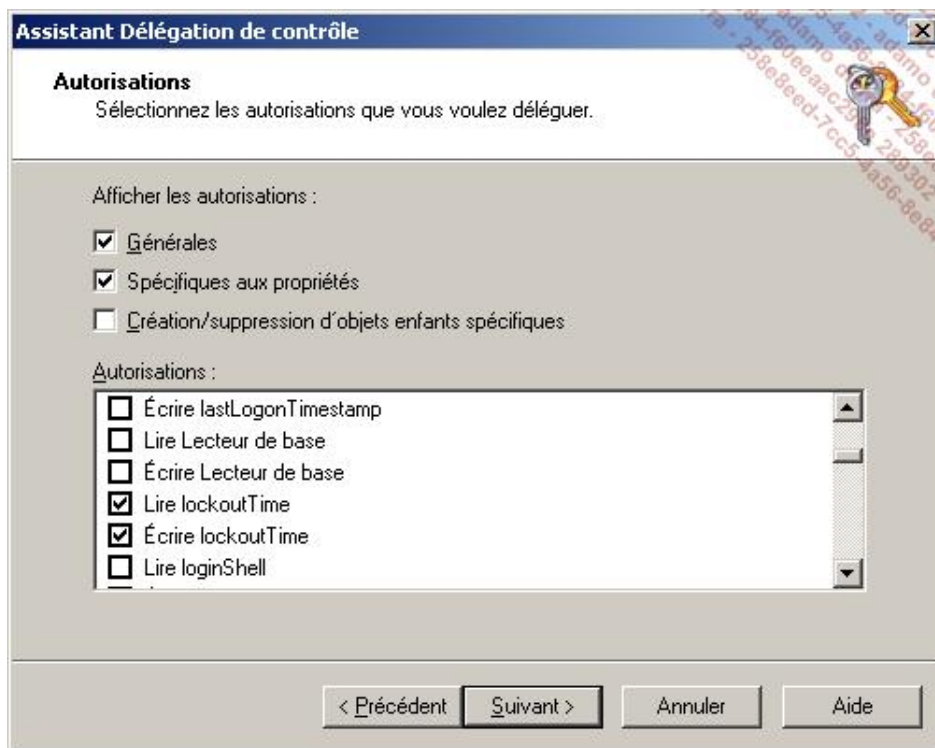 Assistant Délégation de contrôle
Autorisations
Sélectionnez les autorisations que vous voulez déléguer.
Afficher les autorisations :
Générales
Spécifiques aux propriétés
Création/suppression d'objets enfants spécifiques
Autorisations :
Écrire lastLogonTimestamp
Lire Lecteur de base
Écrire Lecteur de base
Lire lockoutTime
Écrire lockoutTime
Lire loginShell
< Précédent
Suivant >
Annuler
Aide